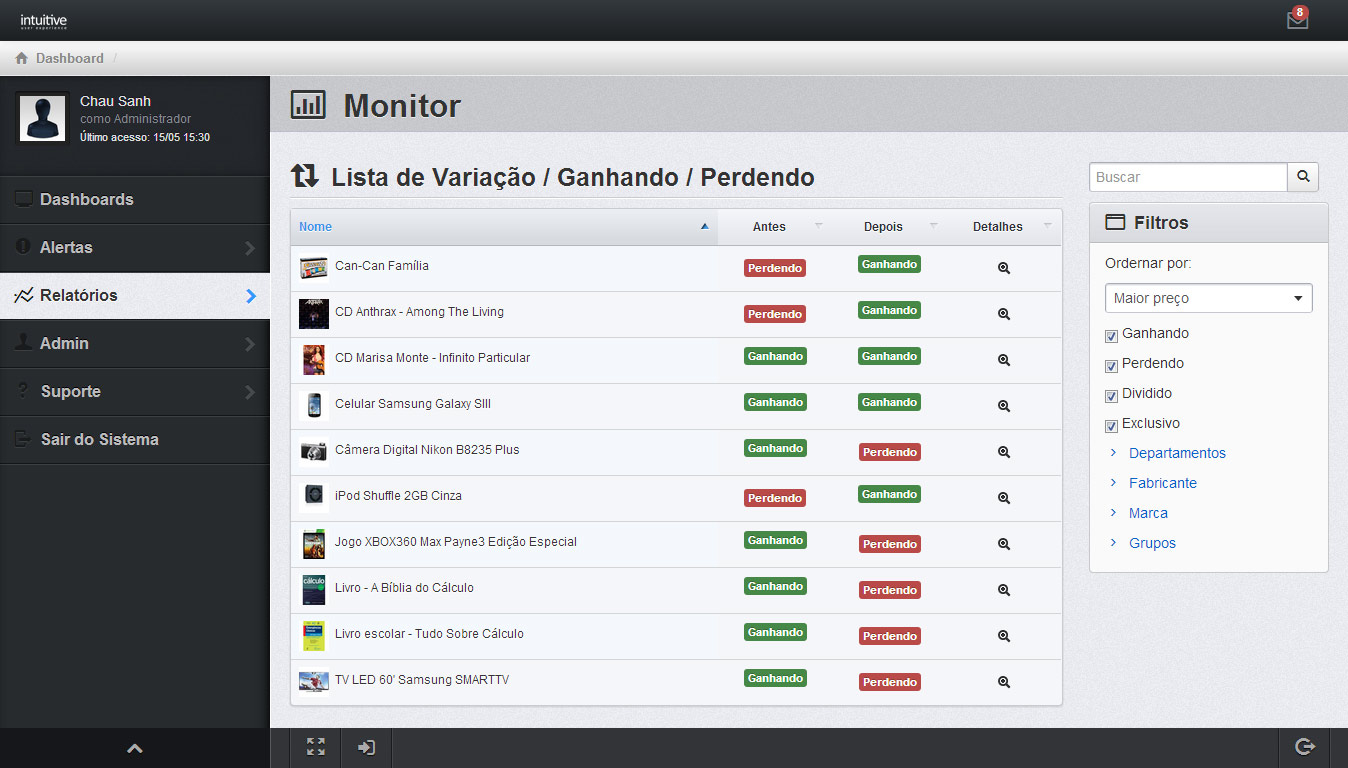 intuitive
user experience
8
Dashboard /
Chau Sanh
como Administrador
Último acesso: 15/05 15:30
Dashboards
Alertas
Relatórios
Admin
Suporte
Sair do Sistema
Monitor
Lista de Variação / Ganhando / Perdendo
Nome Antes Depois Detalhes
Can-Can Família Perdendo Ganhando
CD Anthrax - Among The Living Perdendo Ganhando
CD Marisa Monte - Infinito Particular Ganhando Ganhando
Celular Samsung Galaxy SIII Ganhando Ganhando
Câmera Digital Nikon B8235 Plus Ganhando Perdendo
iPod Shuffle 2GB Cinza Perdendo Ganhando
Jogo XBOX360 Max Payne3 Edição Especial Ganhando Perdendo
Livro - A Bíblia do Cálculo Ganhando Perdendo
Livro escolar - Tudo Sobre Cálculo Ganhando Perdendo
TV LED 60' Samsung SMARTTV Ganhando Perdendo
Buscar
Filtros
Ordernar por:
Maior preço
Ganhando
Perdendo
Dividido
Exclusivo
Departamentos
Fabricante
Marca
Grupos